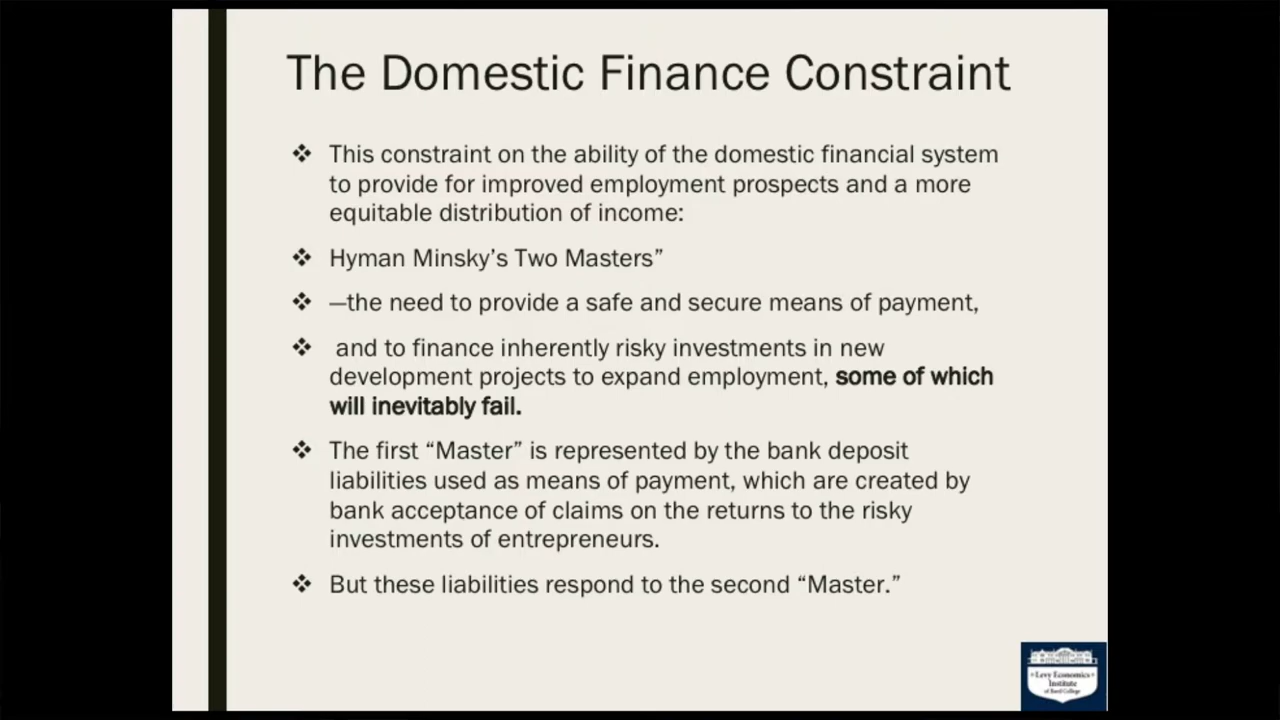 The Domestic Finance Constraint
❖ This constraint on the ability of the domestic financial system
to provide for improved employment prospects and a more
equitable distribution of income:
❖ Hyman Minsky’s Two Masters”
❖ —the need to provide a safe and secure means of payment,
❖ and to finance inherently risky investments in new
development projects to expand employment, some of which
will inevitably fail.
❖ The first “Master” is represented by the bank deposit
liabilities used as means of payment, which are created by
bank acceptance of claims on the returns to the risky
investments of entrepreneurs.
❖ But these liabilities respond to the second “Master.”
Levy Economics
Institute
of Bard College